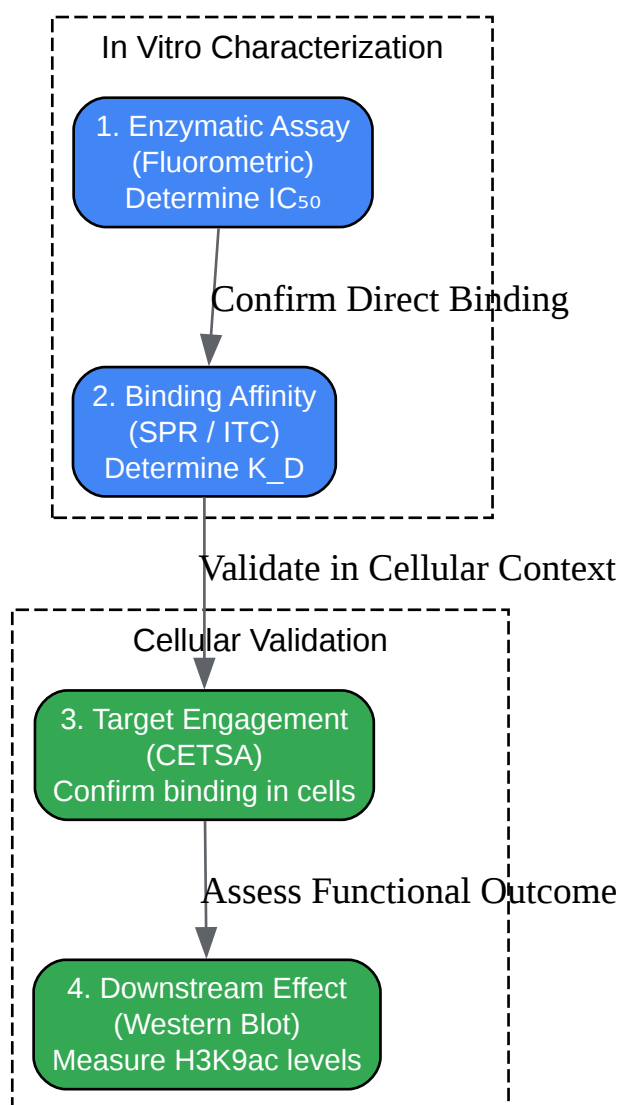 In Vitro Characterization
1. Enzymatic Assay
(Fluorometric)
Determine IC₅₀
Confirm Direct Binding
2. Binding Affinity
(SPR / ITC)
Determine K_D
Validate in Cellular Context
Cellular Validation
3. Target Engagement
(CETSA)
Confirm binding in cells
Assess Functional Outcome
4. Downstream Effect
(Western Blot)
Measure H3K9ac levels